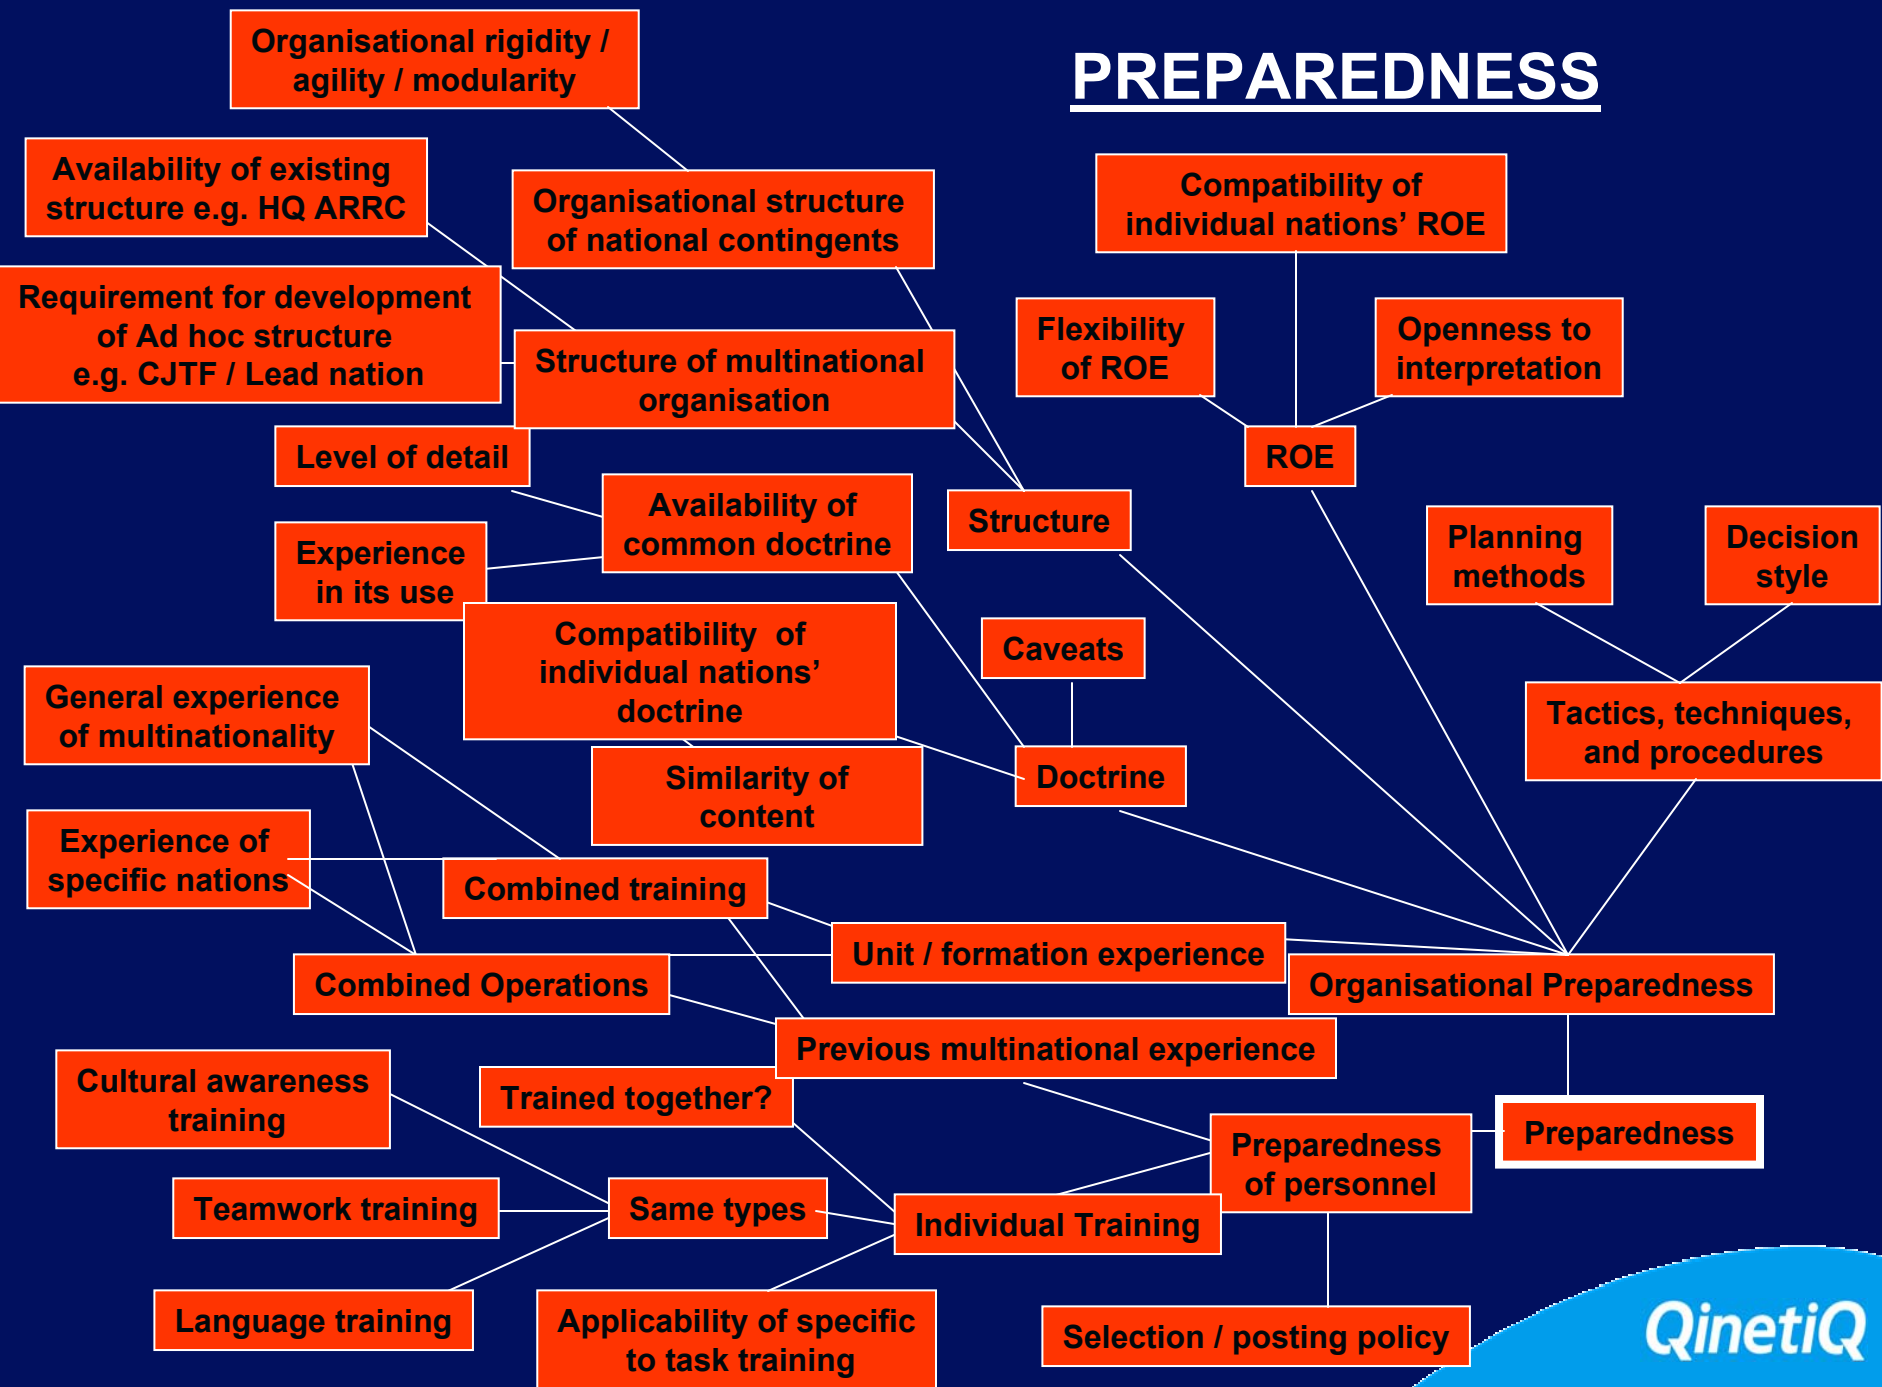 PREPAREDNESS
Organisational rigidity /
agility / modularity
Availability of existing
structure e.g. HQ ARRC
Organisational structure
of national contingents
Compatibility of
individual nations’ ROE
Requirement for development
of Ad hoc structure
e.g. CJTF / Lead nation
Structure of multinational
organisation
Flexibility
of ROE
Openness to
interpretation
Level of detail
ROE
Availability of
common doctrine
Structure
Experience
in its use
Planning
methods
Decision
style
Compatibility of
individual nations’
doctrine
Caveats
General experience
of multinationality
Tactics, techniques,
and procedures
Similarity of
content
Doctrine
Experience of
specific nations
Combined training
Unit / formation experience
Combined Operations
Organisational Preparedness
Previous multinational experience
Cultural awareness
training
Trained together?
Preparedness
of personnel
Preparedness
Teamwork training
Same types
Individual Training
Language training
Applicability of specific
to task training
Selection / posting policy
QinetiQ